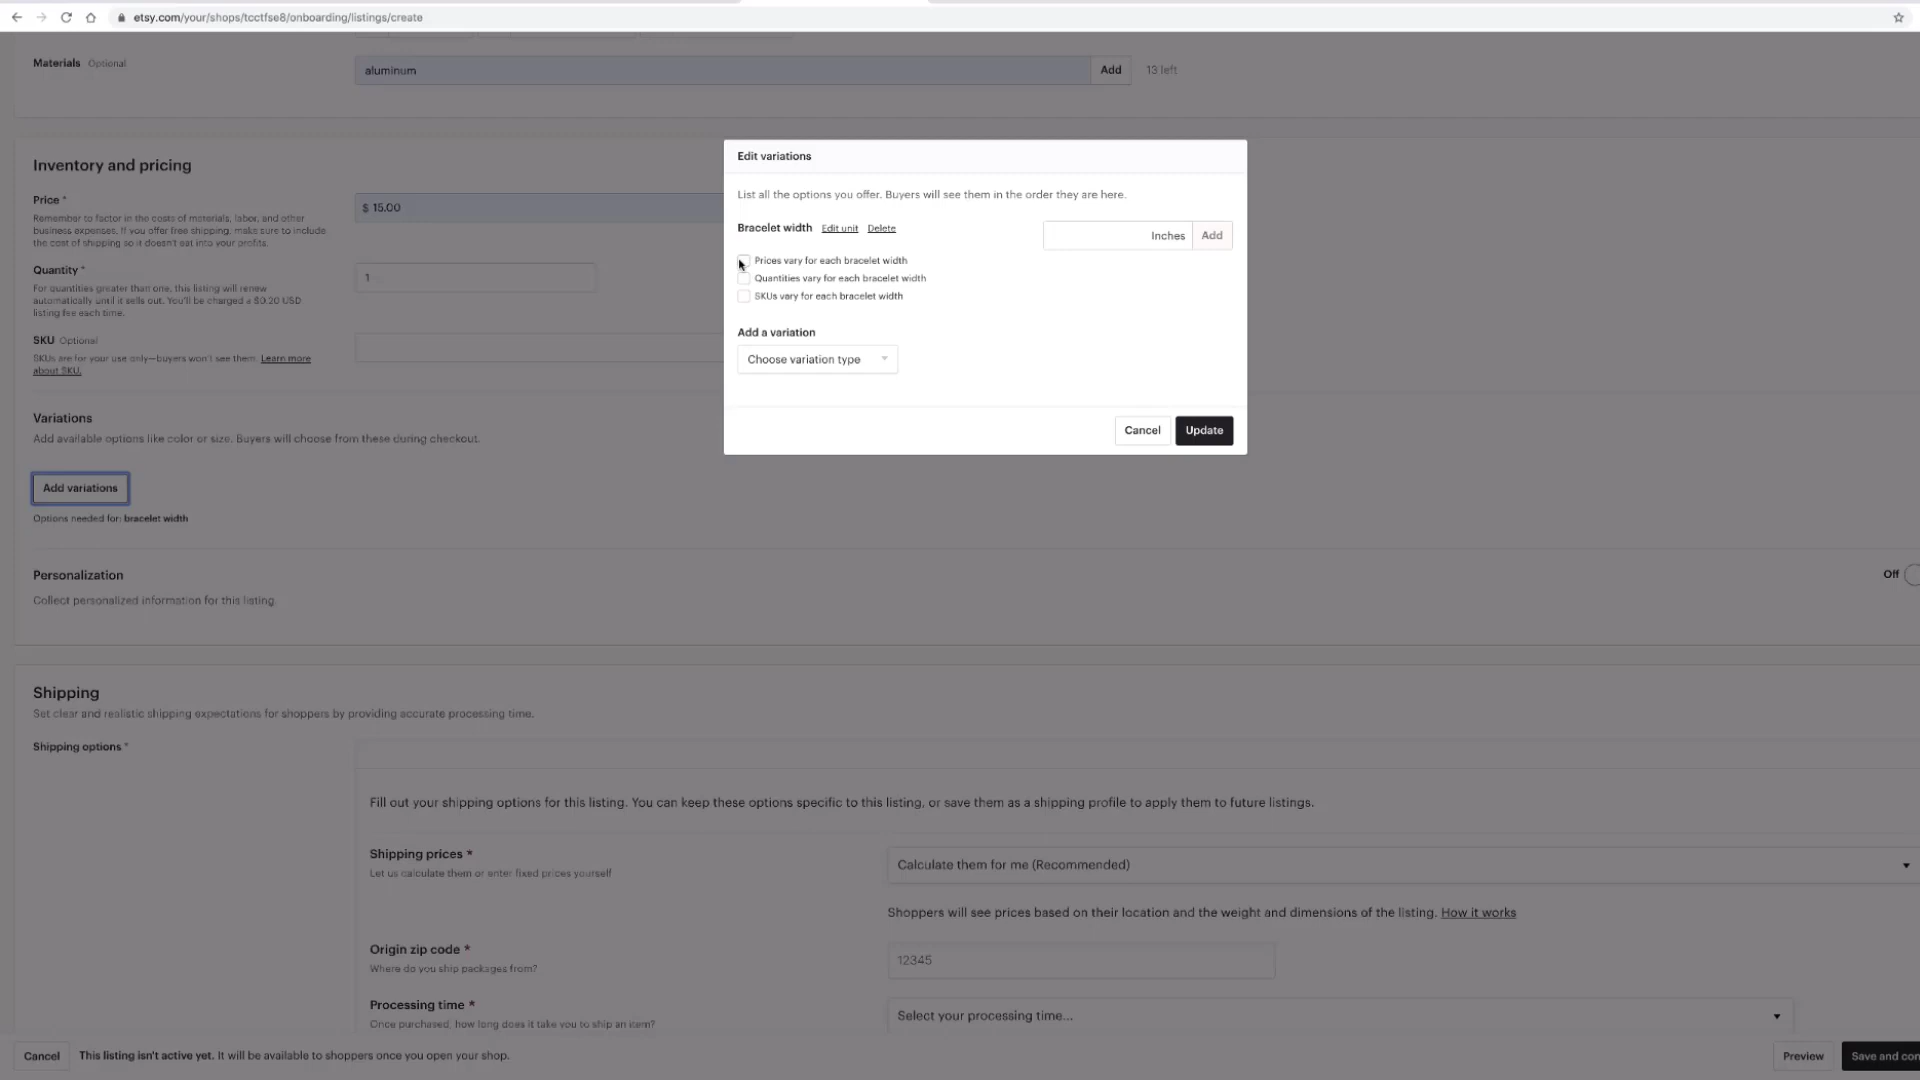 etsy.com/your/shops/tcctfse8/onboarding/listings/create
Materials Optional
aluminum
Add
13 left
Inventory and pricing
Price *
Remember to factor in the costs of materials, labor, and other
business expenses. If you offer free shipping, make sure to include
the cost of shipping so it doesn't eat into your profits.
$ 15.00
Quantity *
For quantities greater than one, this listing will renew
automatically until it sells out. You'll be charged a $0.20 USD
listing fee each time.
1
SKU Optional
SKUs are for your use only—buyers won't see them. Learn more
about SKU.
Variations
Add available options like color or size. Buyers will choose from these during checkout.
Add variations
Options needed for: bracelet width
Personalization
Collect personalized information for this listing.
Off
Edit variations
List all the options you offer. Buyers will see them in the order they are here.
Bracelet width Edit unit Delete
Inches
Add
Prices vary for each bracelet width
Quantities vary for each bracelet width
SKUs vary for each bracelet width
Add a variation
Choose variation type
Cancel
Update
Shipping
Set clear and realistic shipping expectations for shoppers by providing accurate processing time.
Shipping options *
Fill out your shipping options for this listing. You can keep these options specific to this listing, or save them as a shipping profile to apply them to future listings.
Shipping prices *
Let us calculate them or enter fixed prices yourself
Calculate them for me (Recommended)
Shoppers will see prices based on their location and the weight and dimensions of the listing. How it works
Origin zip code *
Where do you ship packages from?
12345
Processing time *
Once purchased, how long does it take you to ship an item?
Select your processing time...
Cancel
This listing isn't active yet. It will be available to shoppers once you open your shop.
Preview
Save and con